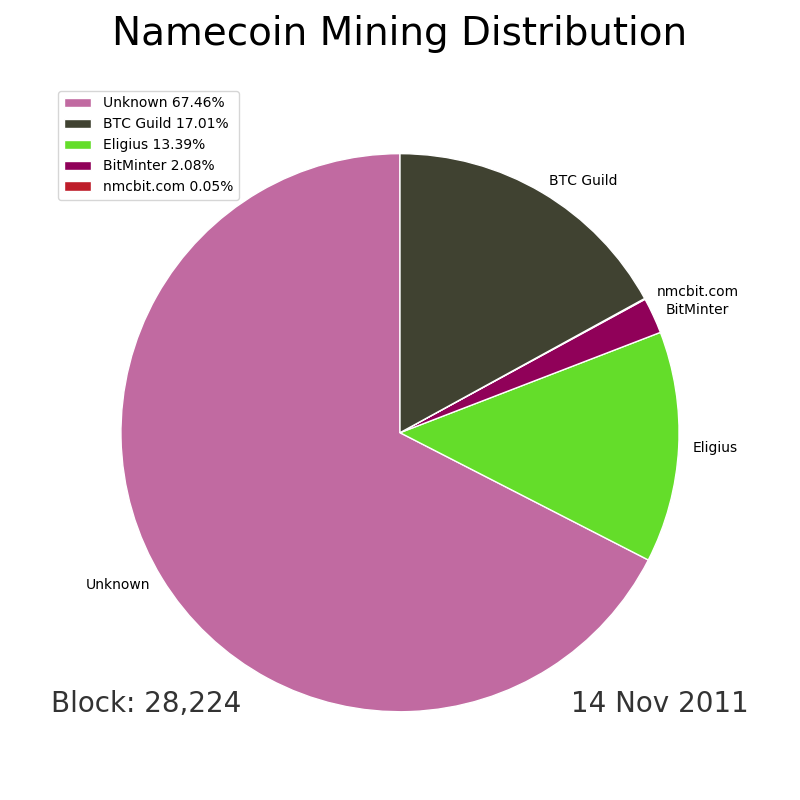 Namecoin Mining Distribution
Unknown 67.46%
BTC Guild 17.01%
Eligius 13.39%
BitMinter 2.08%
nmcbit.com 0.05%
BTC Guild
nmcbit.com
BitMinter
Eligius
Unknown
Block: 28,224
14 Nov 2011